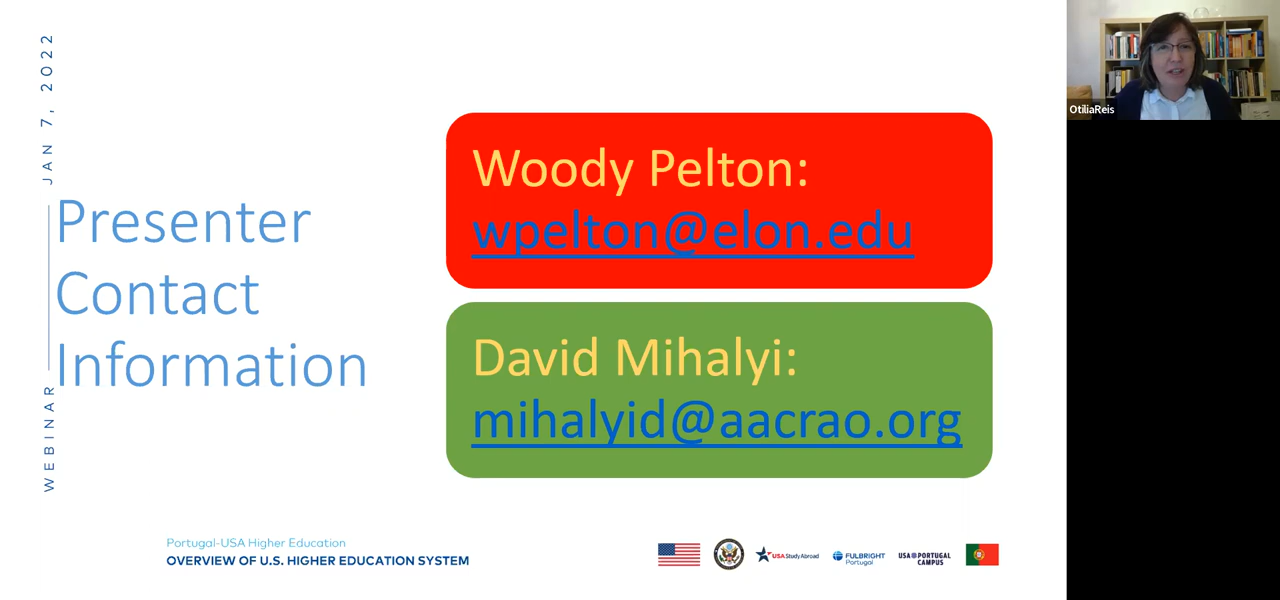 WEBINAR JAN 7, 2022
Presenter
Contact
Information
Woody Pelton:
wpelton@elon.edu
David Mihalyi:
mihalyid@aacrao.org
OtiliaReis
Portugal-USA Higher Education
OVERVIEW OF U.S. HIGHER EDUCATION SYSTEM
USA Study Abroad
FULBRIGHT
Portugal
USA PORTUGAL
CAMPUS